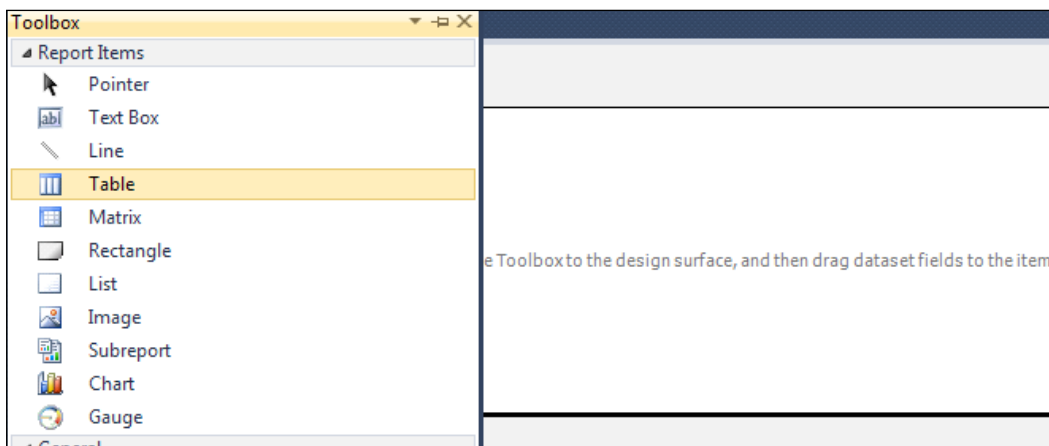 Toolbox
Report Items
Pointer
abl
Text Box
Line
Table
Matrix
Rectangle
e Toolbox to the design surface, and then drag dataset fields to the item
List
Image
Subreport
Chart
Gauge
General